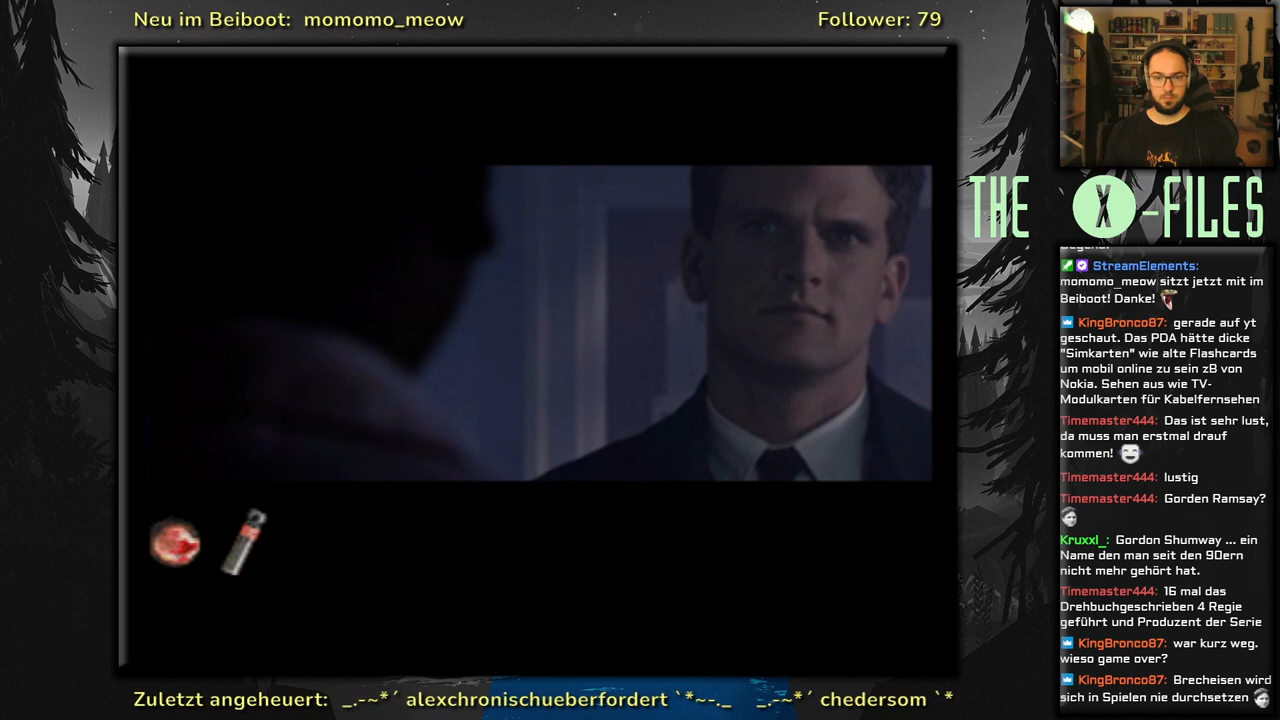 Neu im Beiboot: momomo_meow
Follower: 79
THE X-FILES
StreamElements:
momomo_meow sitzt jetzt mit im
Beiboot! Danke!
KingBronco87: gerade auf yt
geschaut. Das PDA hätte dicke
"Simkarten" wie alte Flashcards
um mobil online zu sein zB von
Nokia. Sehen aus wie TV-
Modulkarten für Kabelfernsehen
Timemaster444: Das ist sehr lust,
da muss man erstmal drauf
kommen!
Timemaster444: lustig
Timemaster444: Gorden Ramsay?
Kruxxl_: Gordon Shumway ... ein
Name den man seit den 90ern
nicht mehr gehört hat.
Timemaster444: 16 mal das
Drehbuchgeschrieben 4 Regie
geführt und Produzent der Serie
KingBronco87: war kurz weg.
wieso game over?
KingBronco87: Brecheisen wird
sich in Spielen nie durchsetzen
Zuletzt angeheuert: _.-~*´ alexchronischueberfordert `*~-._ _.-~*´ chedersom `*